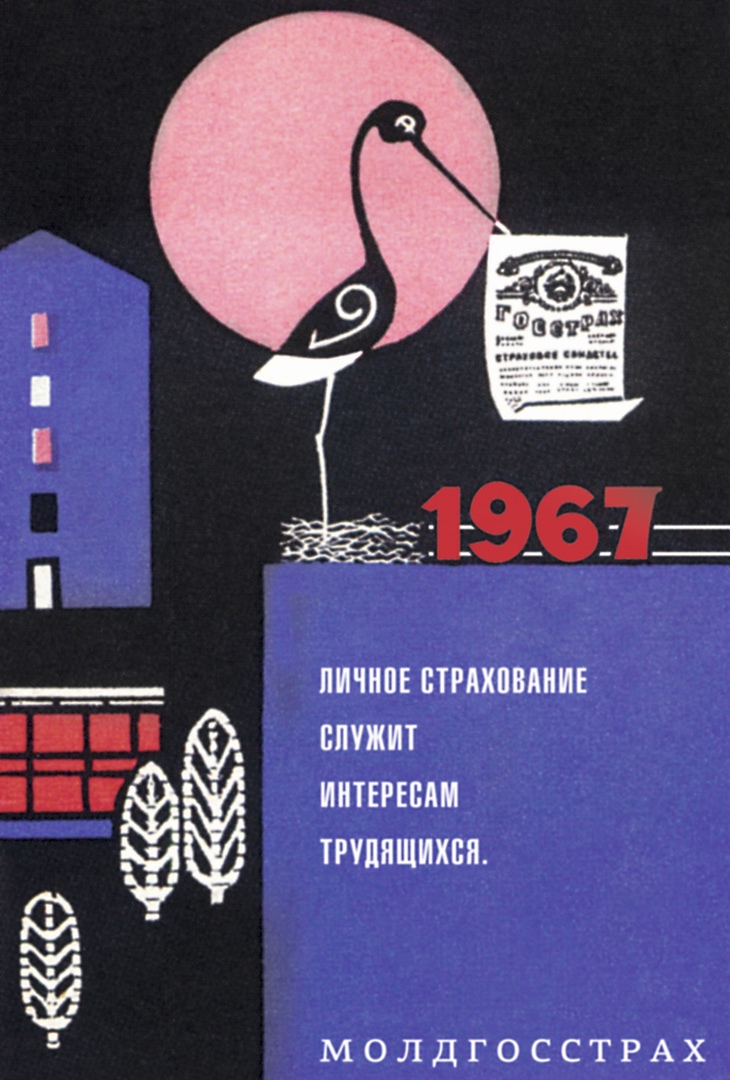 ГОССТРАХ
СТРАХОВОЕ СВИДЕТЕЛ
1967
ЛИЧНОЕ СТРАХОВАНИЕ
СЛУЖИТ
ИНТЕРЕСАМ
ТРУДЯЩИХСЯ.
МОЛДГОССТРАХ